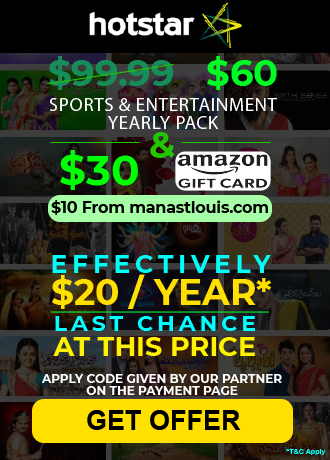 hotstar
$99.99 $60
SPORTS & ENTERTAINMENT
YEARLY PACK
&
$30 amazon
GIFT CARD
$10 From manastlouis.com
EFFECTIVELY
$20 / YEAR*
LAST CHANCE
AT THIS PRICE
APPLY CODE GIVEN BY OUR PARTNER
ON THE PAYMENT PAGE
GET OFFER
*T&C Apply